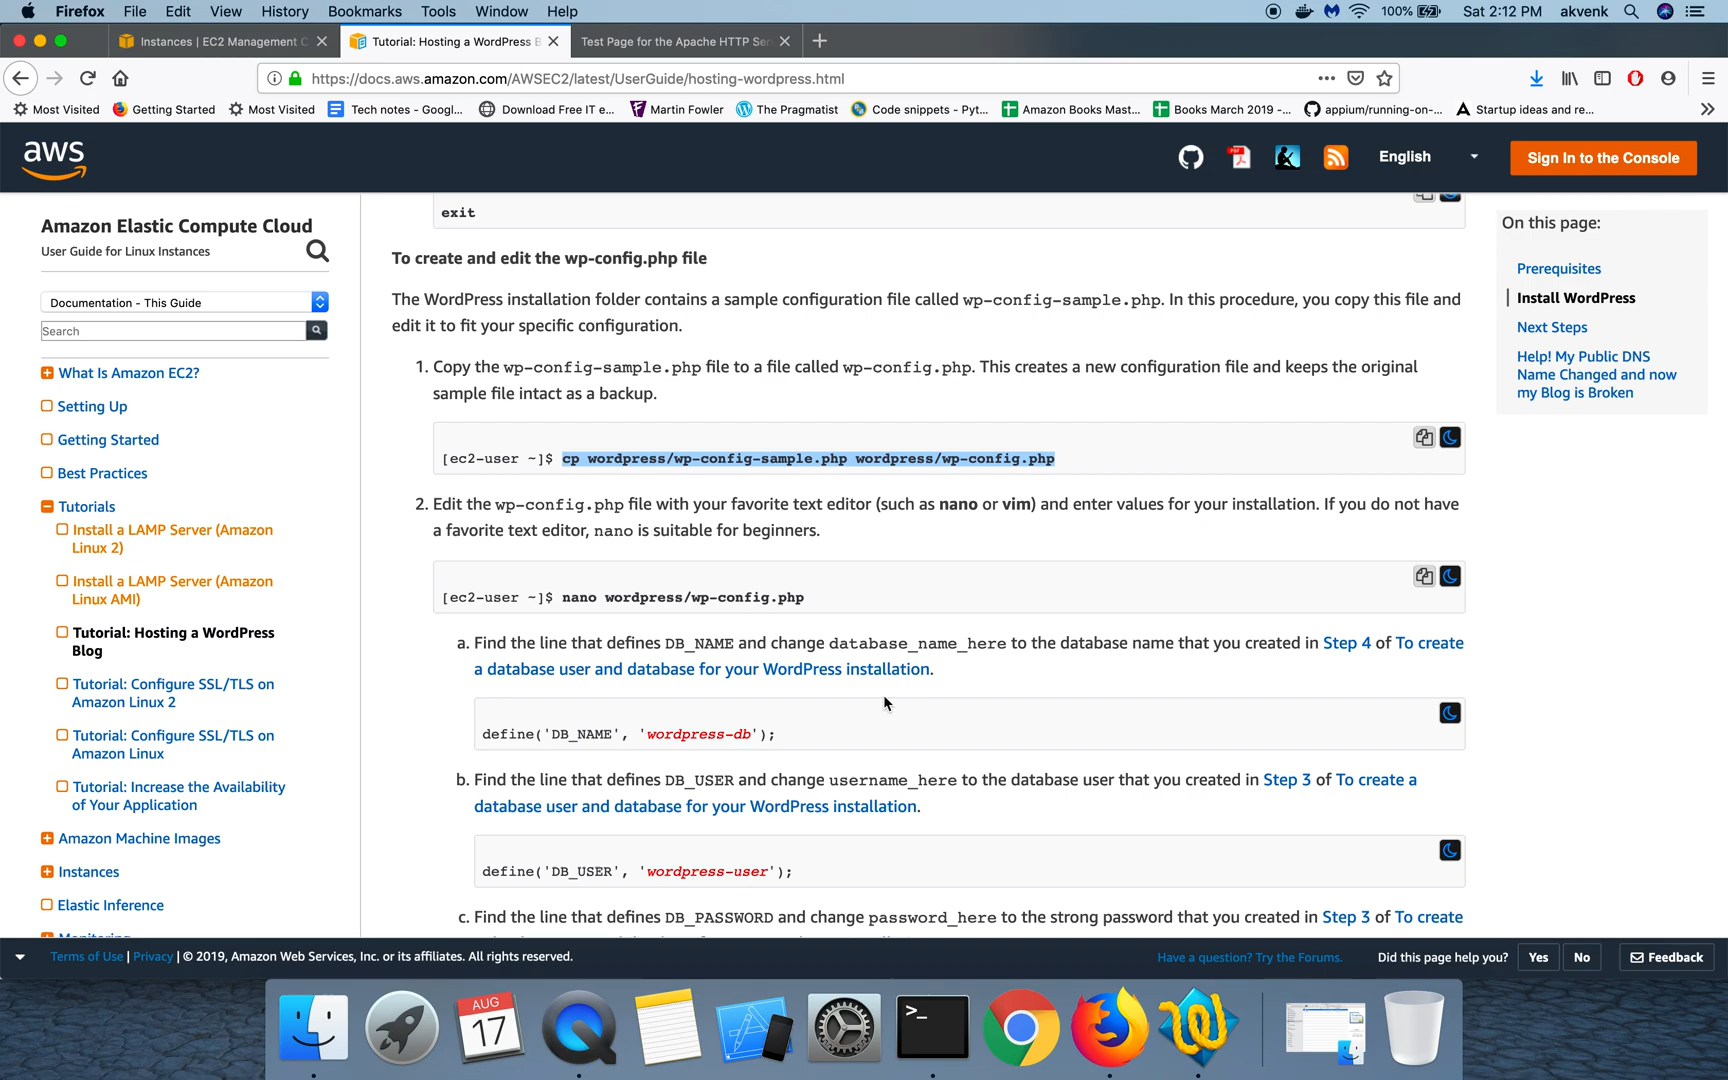 Firefox File Edit View History Bookmarks Tools Window Help 100% Sat 2:12 PM akvenk
Instances | EC2 Management C Tutorial: Hosting a WordPress B Test Page for the Apache HTTP Ser
https://docs.aws.amazon.com/AWSEC2/latest/UserGuide/hosting-wordpress.html
Most Visited Getting Started Most Visited Tech notes - Googl... Download Free IT e... Martin Fowler The Pragmatist Code snippets - Pyt... Amazon Books Mast... Books March 2019 -... appium/running-on-... Startup ideas and re...
aws English Sign In to the Console
Amazon Elastic Compute Cloud
User Guide for Linux Instances
Documentation - This Guide
Search
What Is Amazon EC2?
Setting Up
Getting Started
Best Practices
Tutorials
Install a LAMP Server (Amazon
Linux 2)
Install a LAMP Server (Amazon
Linux AMI)
Tutorial: Hosting a WordPress
Blog
Tutorial: Configure SSL/TLS on
Amazon Linux 2
Tutorial: Configure SSL/TLS on
Amazon Linux
Tutorial: Increase the Availability
of Your Application
Amazon Machine Images
Instances
Elastic Inference
Monitoring
exit
To create and edit the wp-config.php file
The WordPress installation folder contains a sample configuration file called wp-config-sample.php. In this procedure, you copy this file and
edit it to fit your specific configuration.
1. Copy the wp-config-sample.php file to a file called wp-config.php. This creates a new configuration file and keeps the original
sample file intact as a backup.
[ec2-user ~]$ cp wordpress/wp-config-sample.php wordpress/wp-config.php
2. Edit the wp-config.php file with your favorite text editor (such as nano or vim) and enter values for your installation. If you do not have
a favorite text editor, nano is suitable for beginners.
[ec2-user ~]$ nano wordpress/wp-config.php
a. Find the line that defines DB_NAME and change database_name_here to the database name that you created in Step 4 of To create
a database user and database for your WordPress installation.
define('DB_NAME', 'wordpress-db');
b. Find the line that defines DB_USER and change username_here to the database user that you created in Step 3 of To create a
database user and database for your WordPress installation.
define('DB_USER', 'wordpress-user');
c. Find the line that defines DB_PASSWORD and change password_here to the strong password that you created in Step 3 of To create
On this page:
Prerequisites
Install WordPress
Next Steps
Help! My Public DNS
Name Changed and now
my Blog is Broken
Terms of Use | Privacy | © 2019, Amazon Web Services, Inc. or its affiliates. All rights reserved. Have a question? Try the Forums. Did this page help you? Yes No Feedback
AUG
17
>_